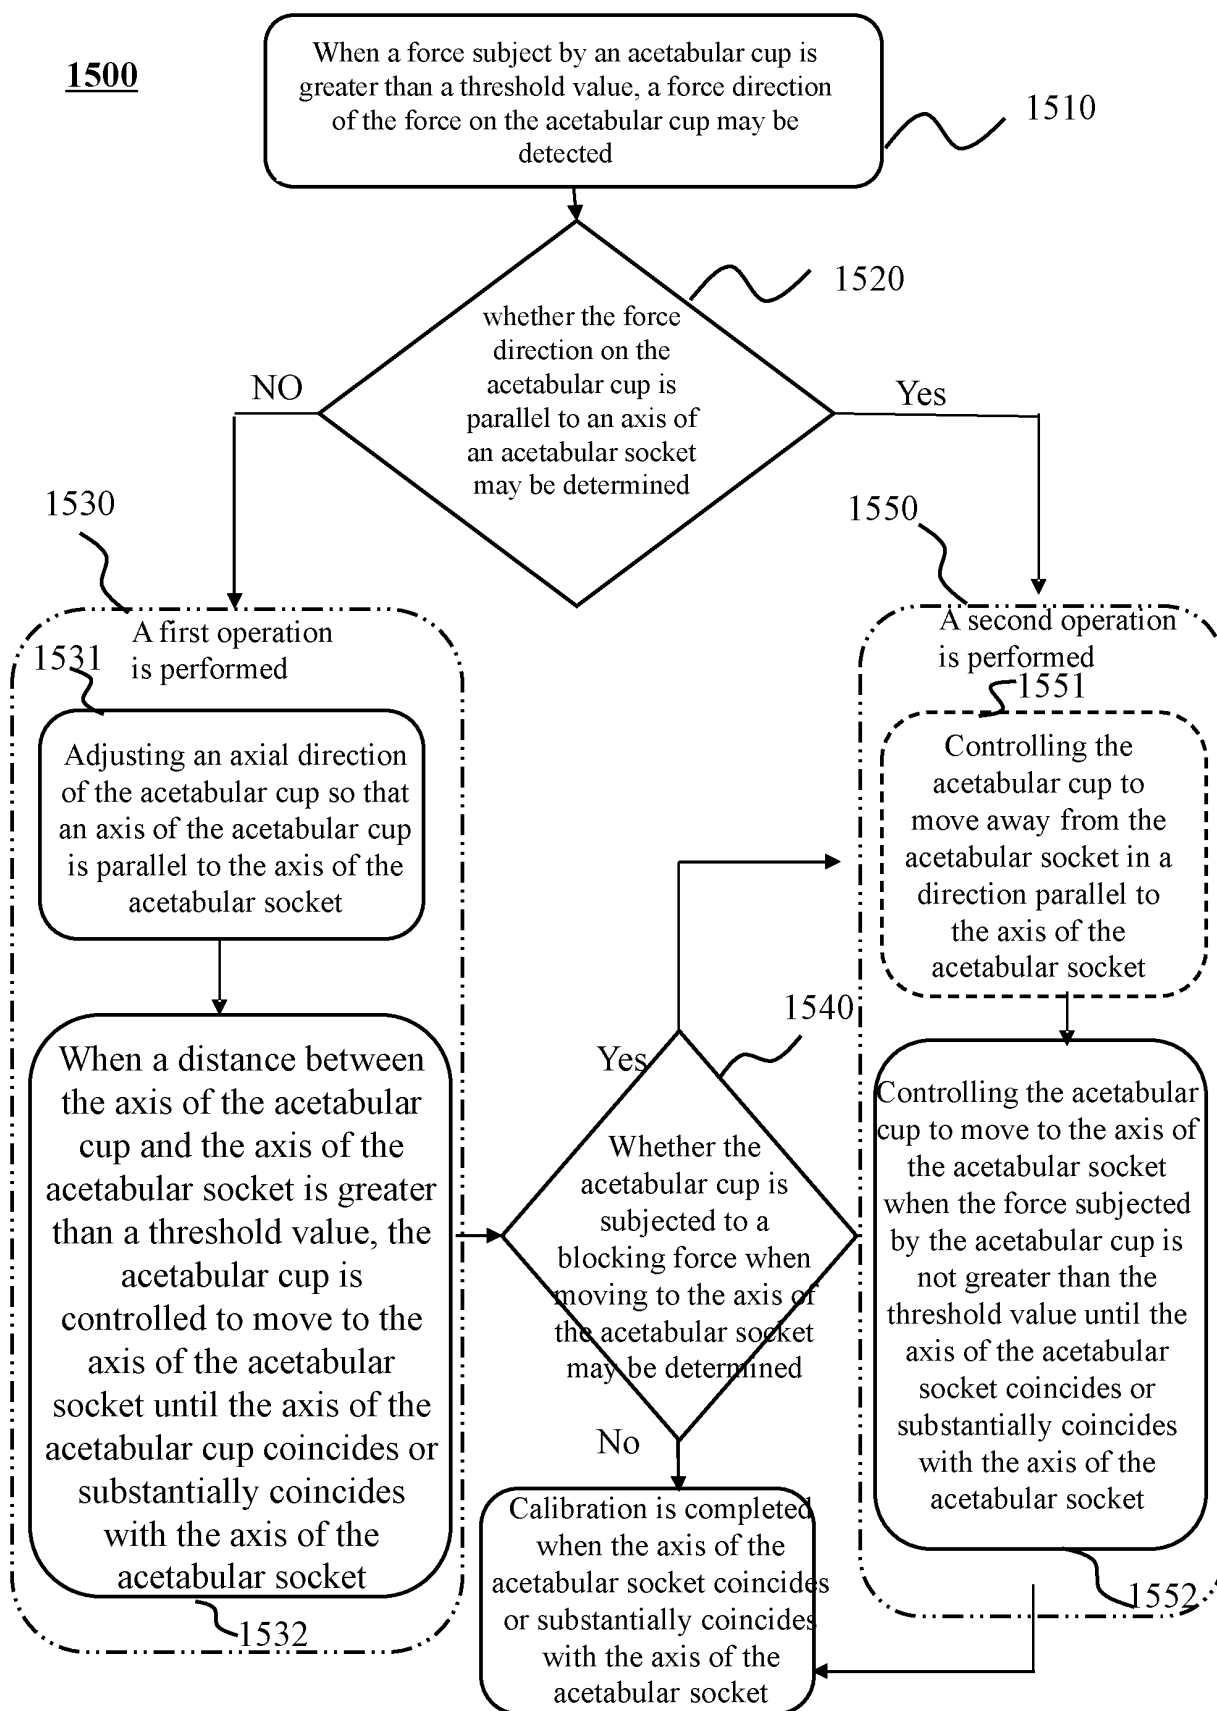 1500
When a force subject by an acetabular cup is
greater than a threshold value, a force direction
of the force on the acetabular cup may be
detected
1510
1520
whether the force
direction on the
acetabular cup is
parallel to an axis of
an acetabular socket
may be determined
NO
Yes
1530
1550
A first operation
is performed
1531
Adjusting an axial direction
of the acetabular cup so that
an axis of the acetabular cup
is parallel to the axis of the
acetabular socket
When a distance between
the axis of the acetabular
cup and the axis of the
acetabular socket is greater
than a threshold value, the
acetabular cup is
controlled to move to the
axis of the acetabular
socket until the axis of the
acetabular cup coincides or
substantially coincides
with the axis of the
acetabular socket
1532
1540
Yes
Whether the
acetabular cup is
subjected to a
blocking force when
moving to the axis of
the acetabular socket
may be determined
No
Calibration is completed
when the axis of the
acetabular socket coincides
or substantially coincides
with the axis of the
acetabular socket
A second operation
is performed
1551
Controlling the
acetabular cup to
move away from the
acetabular socket in a
direction parallel to
the axis of the
acetabular socket
Controlling the acetabular
cup to move to the axis of
the acetabular socket
when the force subjected
by the acetabular cup is
not greater than the
threshold value until the
axis of the acetabular
socket coincides or
substantially coincides
with the axis of the
acetabular socket
1552